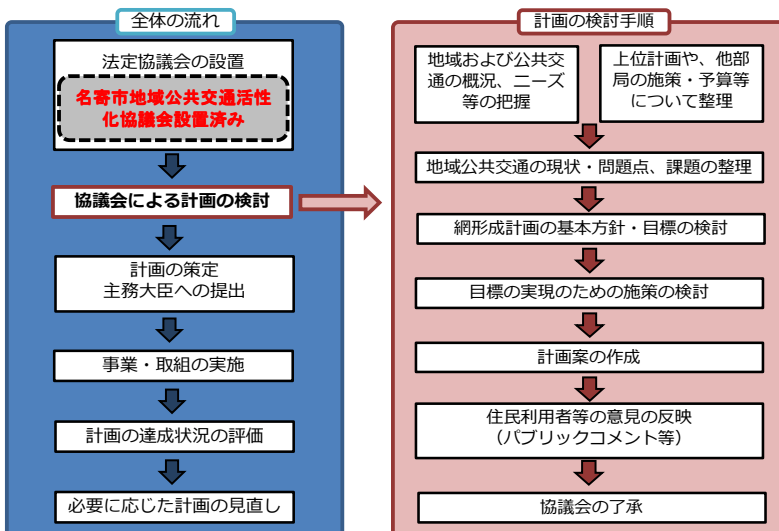 全体の流れ
法定協議会の設置
名寄市地域公共交通活性
化協議会設置済み
協議会による計画の検討
計画の策定
主務大臣への提出
事業・取組の実施
計画の達成状況の評価
必要に応じた計画の見直し
計画の検討手順
地域および公共交
通の概況、ニーズ
等の把握
上位計画や、他部
局の施策・予算等
について整理
地域公共交通の現状・問題点、課題の整理
網形成計画の基本方針・目標の検討
目標の実現のための施策の検討
計画案の作成
住民利用者等の意見の反映
（パブリックコメント等）
協議会の了承